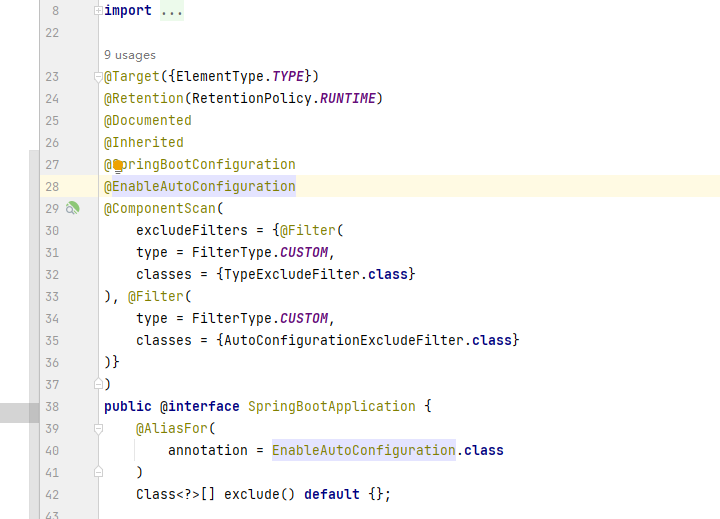 8 import ...
22
9 usages
23 @Target({ElementType.TYPE})
24 @Retention(RetentionPolicy.RUNTIME)
25 @Documented
26 @Inherited
27 @SpringBootConfiguration
28 @EnableAutoConfiguration
29 @ComponentScan(
30 excludeFilters = {@Filter(
31 type = FilterType.CUSTOM,
32 classes = {TypeExcludeFilter.class}
33 ), @Filter(
34 type = FilterType.CUSTOM,
35 classes = {AutoConfigurationExcludeFilter.class}
36 )}
37 )
38 public @interface SpringBootApplication {
39 @AliasFor(
40 annotation = EnableAutoConfiguration.class
41 )
42 Class<?>[] exclude() default {};
43